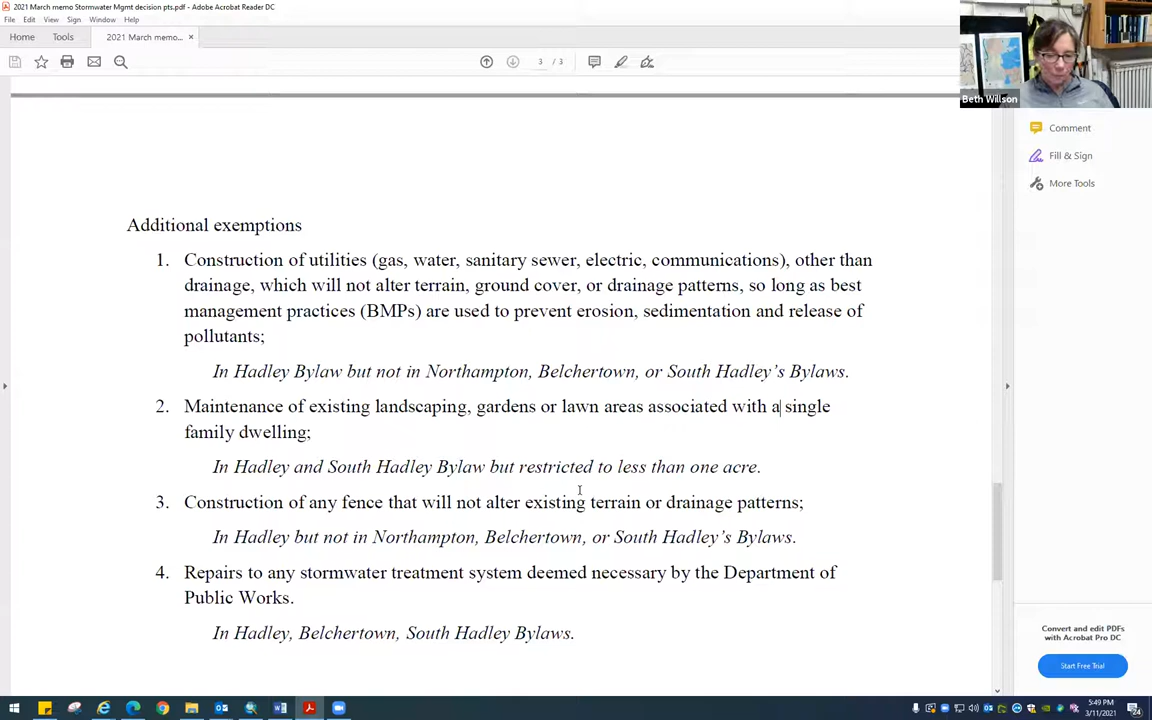 2021 March memo Stormwater Mgmt decision pts.pdf - Adobe Acrobat Reader DC
File Edit View Sign Window Help
Home Tools 2021 March memo... ×
3 / 3
Beth Willson
Comment
Fill & Sign
More Tools
Additional exemptions
1. Construction of utilities (gas, water, sanitary sewer, electric, communications), other than
drainage, which will not alter terrain, ground cover, or drainage patterns, so long as best
management practices (BMPs) are used to prevent erosion, sedimentation and release of
pollutants;
In Hadley Bylaw but not in Northampton, Belchertown, or South Hadley's Bylaws.
2. Maintenance of existing landscaping, gardens or lawn areas associated with a single
family dwelling;
In Hadley and South Hadley Bylaw but restricted to less than one acre.
3. Construction of any fence that will not alter existing terrain or drainage patterns;
In Hadley but not in Northampton, Belchertown, or South Hadley's Bylaws.
4. Repairs to any stormwater treatment system deemed necessary by the Department of
Public Works.
In Hadley, Belchertown, South Hadley Bylaws.
Convert and edit PDFs
with Acrobat Pro DC
Start Free Trial
5:49 PM
3/11/2021
24